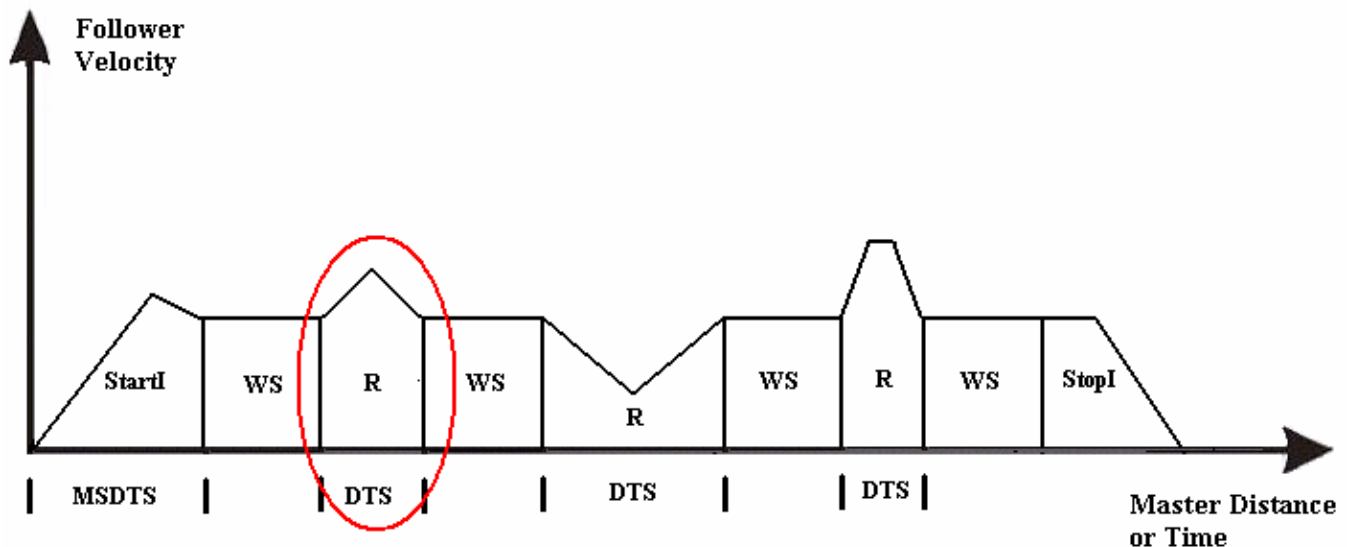 Follower
Velocity
StartI
WS
R
WS
R
WS
R
WS
StopI
MSDTS
DTS
DTS
DTS
Master Distance
or Time